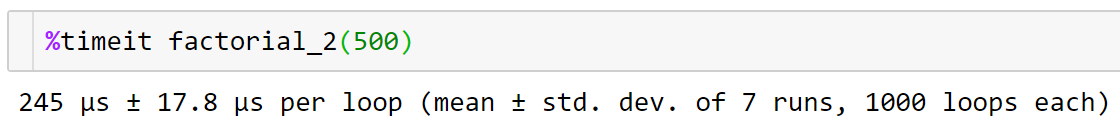 %timeit factorial_2(500)
245 µs ± 17.8 µs per loop (mean ± std. dev. of 7 runs, 1000 loops each)